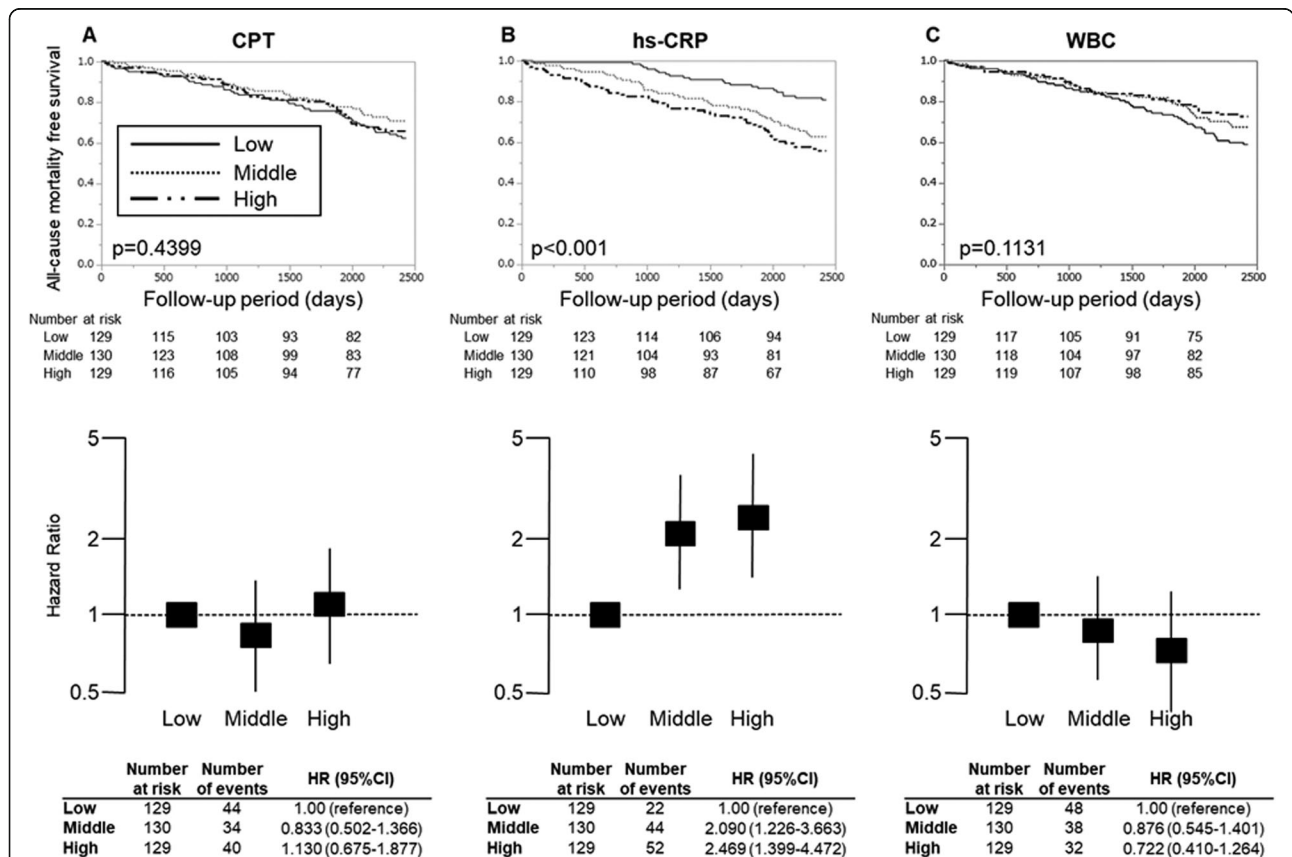 A CPT
All-cause mortality free survival
1.0
0.8
0.6
0.4
0.2
0.0
Low
Middle
High
p=0.4399
0 500 1000 1500 2000 2500
Follow-up period (days)
Number at risk
Low 129 115 103 93 82
Middle 130 123 108 99 83
High 129 116 105 94 77
B hs-CRP
1.0
0.8
0.6
0.4
0.2
0.0
p<0.001
0 500 1000 1500 2000 2500
Follow-up period (days)
Number at risk
Low 129 123 114 106 94
Middle 130 121 104 93 81
High 129 110 98 87 67
C WBC
1.0
0.8
0.6
0.4
0.2
0.0
p=0.1131
0 500 1000 1500 2000 2500
Follow-up period (days)
Number at risk
Low 129 117 105 91 75
Middle 130 118 104 97 82
High 129 119 107 98 85
Hazard Ratio
5
2
1
0.5
Low Middle High
Number at risk Number of events HR (95%CI)
Low 129 44 1.00 (reference)
Middle 130 34 0.833 (0.502-1.366)
High 129 40 1.130 (0.675-1.877)
5
2
1
0.5
Low Middle High
Number at risk Number of events HR (95%CI)
Low 129 22 1.00 (reference)
Middle 130 44 2.090 (1.226-3.663)
High 129 52 2.469 (1.399-4.472)
5
2
1
0.5
Low Middle High
Number at risk Number of events HR (95%CI)
Low 129 48 1.00 (reference)
Middle 130 38 0.876 (0.545-1.401)
High 129 32 0.722 (0.410-1.264)